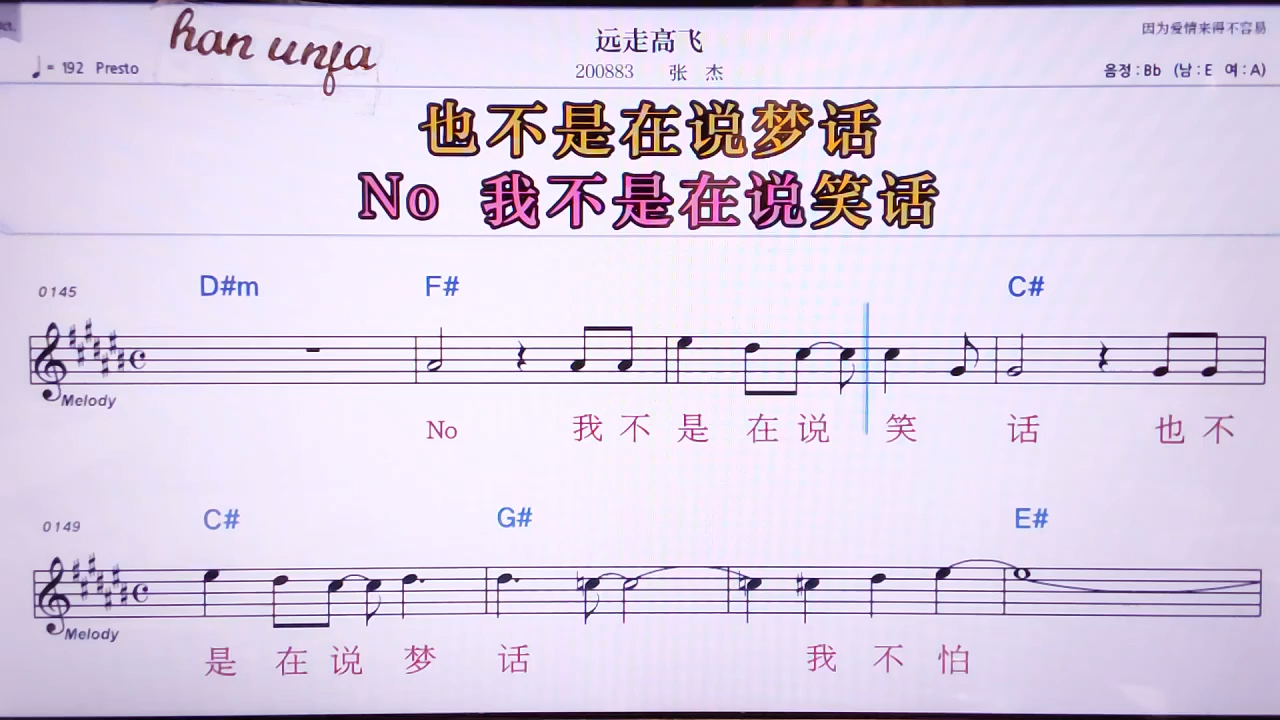 han unfa
远走高飞
因为爱情来得不容易
♩= 192 Presto
200883 张 杰
음정 : Bb (남 : E 여 : A)
也不是在说梦话
No 我不是在说笑话
0145
D#m F# C#
Melody
No 我 不 是 在 说 笑 话 也 不
0149
C# G# E#
Melody
是 在 说 梦 话 我 不 怕